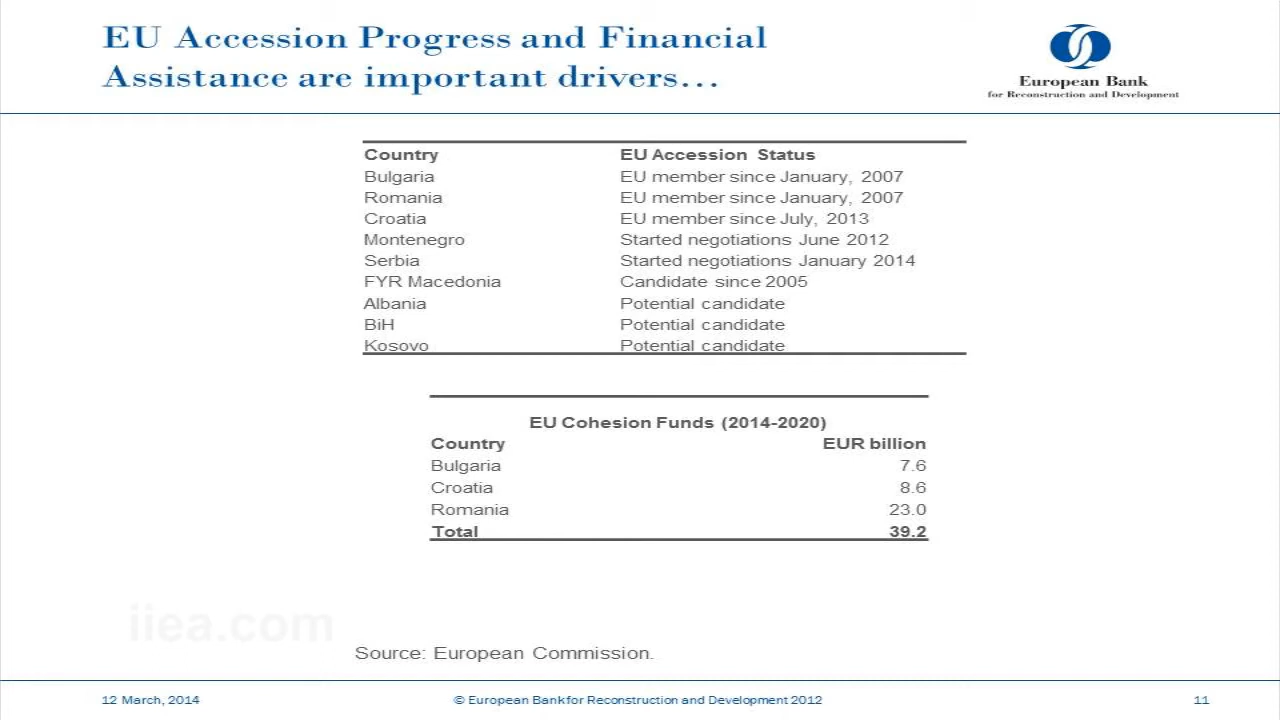 EU Accession Progress and Financial
Assistance are important drivers...
European Bank
for Reconstruction and Development
Country EU Accession Status
Bulgaria EU member since January, 2007
Romania EU member since January, 2007
Croatia EU member since July, 2013
Montenegro Started negotiations June 2012
Serbia Started negotiations January 2014
FYR Macedonia Candidate since 2005
Albania Potential candidate
BiH Potential candidate
Kosovo Potential candidate
EU Cohesion Funds (2014-2020)
Country EUR billion
Bulgaria 7.6
Croatia 8.6
Romania 23.0
Total 39.2
iiea.com
Source: European Commission.
12 March, 2014 © European Bank for Reconstruction and Development 2012 11